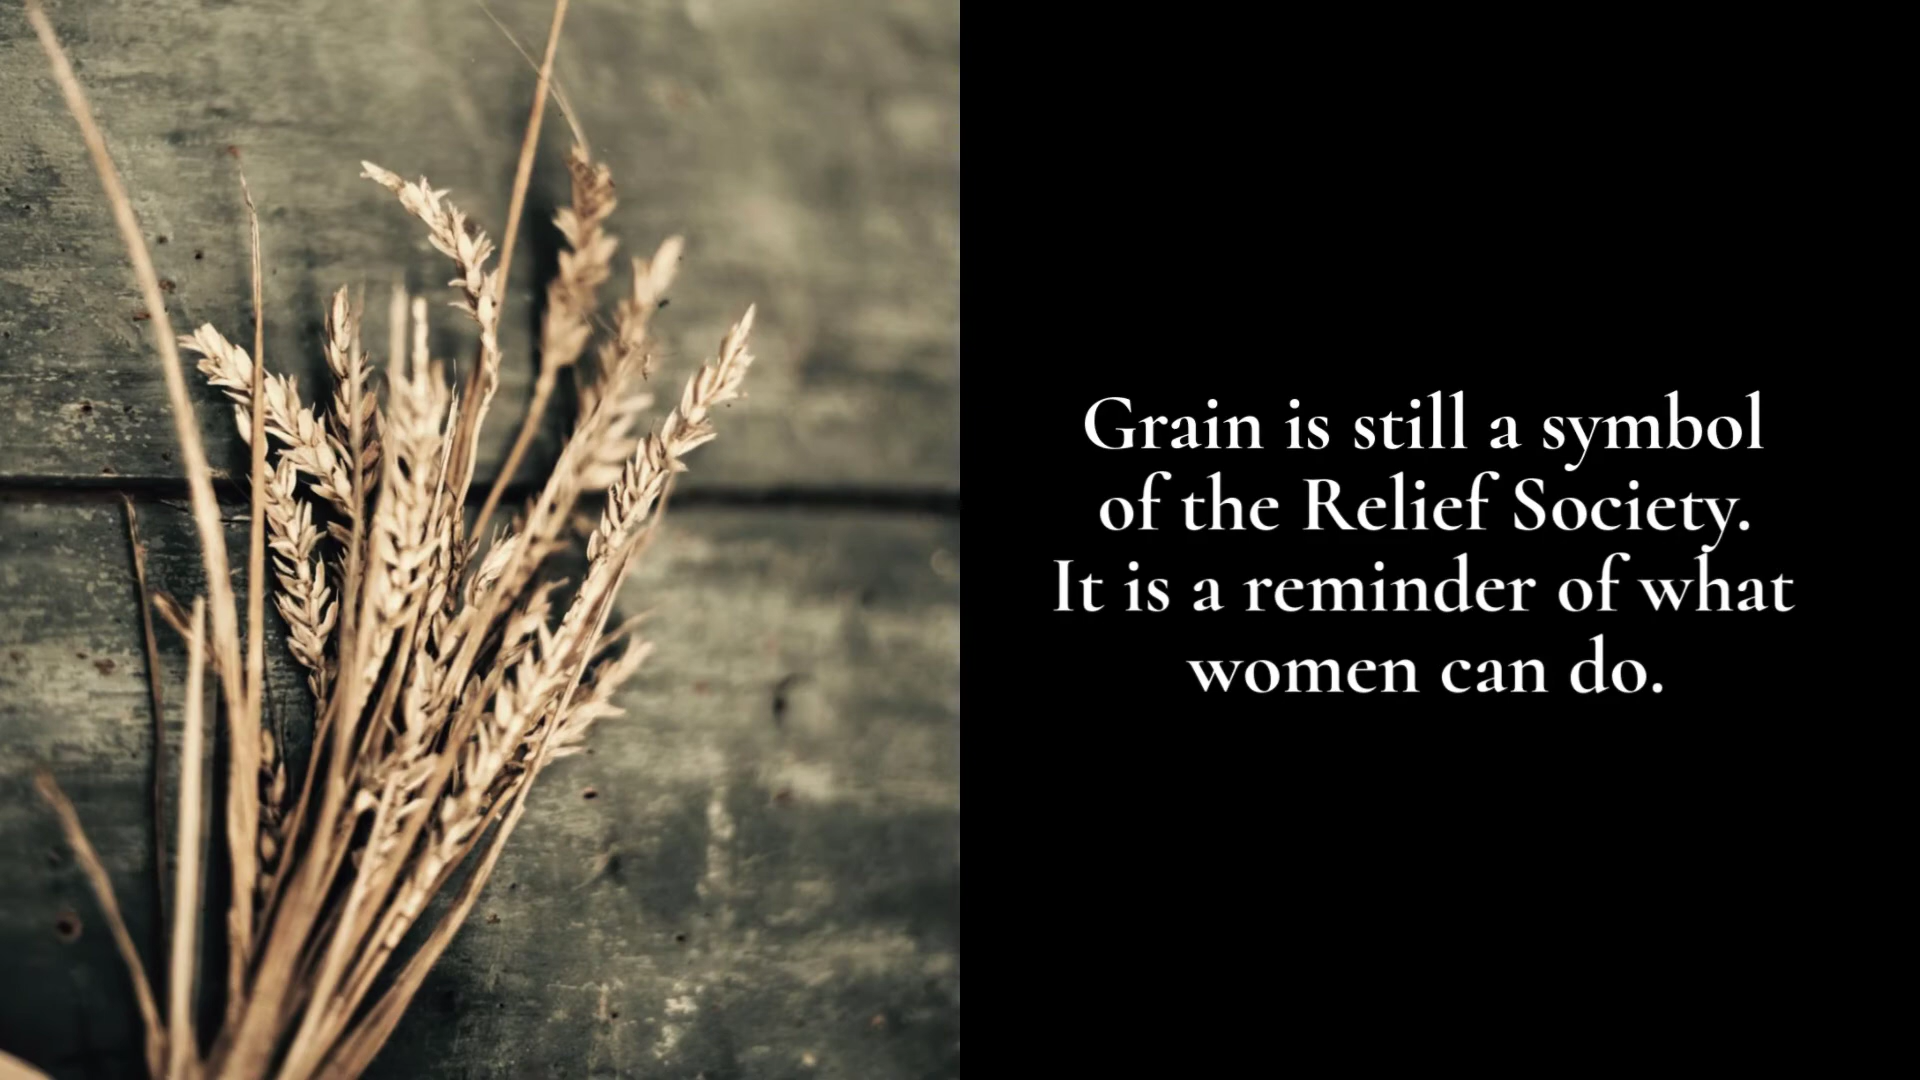 Grain is still a symbol
of the Relief Society.
It is a reminder of what
women can do.